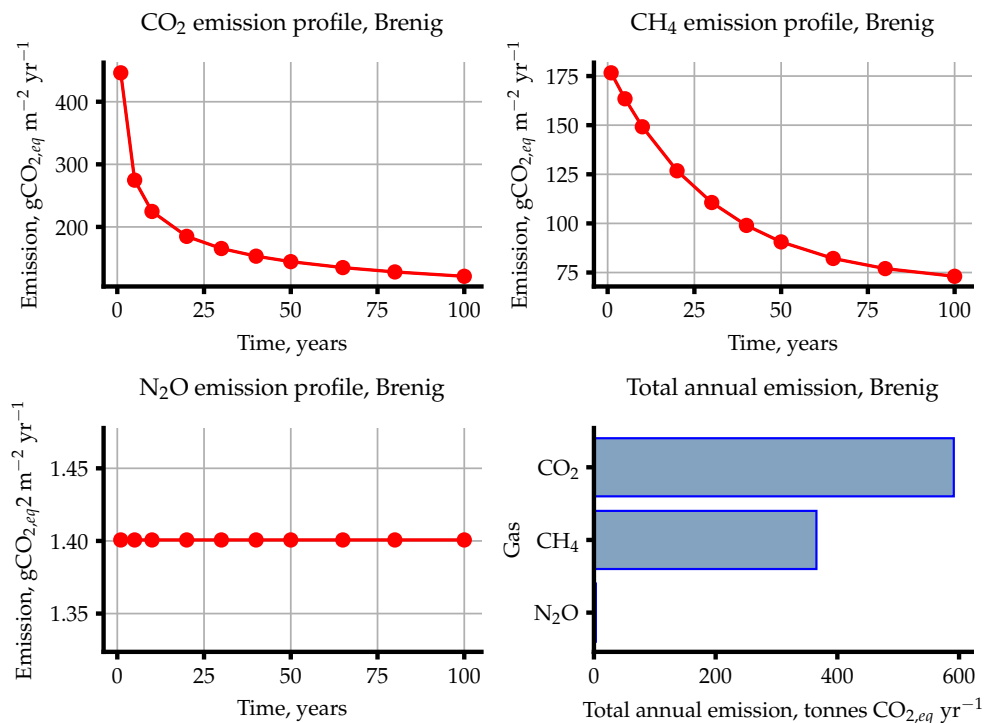 CO₂ emission profile, Brenig
Emission, gCO₂,eq m⁻² yr⁻¹
400
300
200
0 25 50 75 100
Time, years
CH₄ emission profile, Brenig
Emission, gCO₂,eq m⁻² yr⁻¹
175
150
125
100
75
0 25 50 75 100
Time, years
N₂O emission profile, Brenig
Emission, gCO₂,eq2 m⁻² yr⁻¹
1.45
1.40
1.35
0 25 50 75 100
Time, years
Total annual emission, Brenig
Gas
CO₂
CH₄
N₂O
0 200 400 600
Total annual emission, tonnes CO₂,eq yr⁻¹